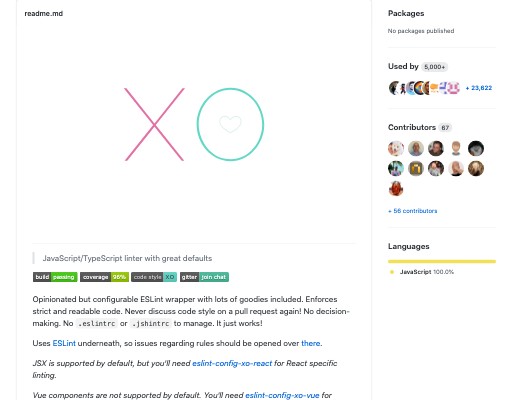 readme.md
XO
JavaScript/TypeScript linter with great defaults
build passing coverage 96% code style XO gitter join chat
Opinionated but configurable ESLint wrapper with lots of goodies included. Enforces
strict and readable code. Never discuss code style on a pull request again! No decision-
making. No .eslintrc or .jshintrc to manage. It just works!
Uses ESLint underneath, so issues regarding rules should be opened over there.
JSX is supported by default, but you'll need eslint-config-xo-react for React specific
linting.
Vue components are not supported by default. You'll need eslint-config-xo-vue for
Packages
No packages published
Used by 5,000+
+ 23,622
Contributors 67
+ 56 contributors
Languages
JavaScript 100.0%